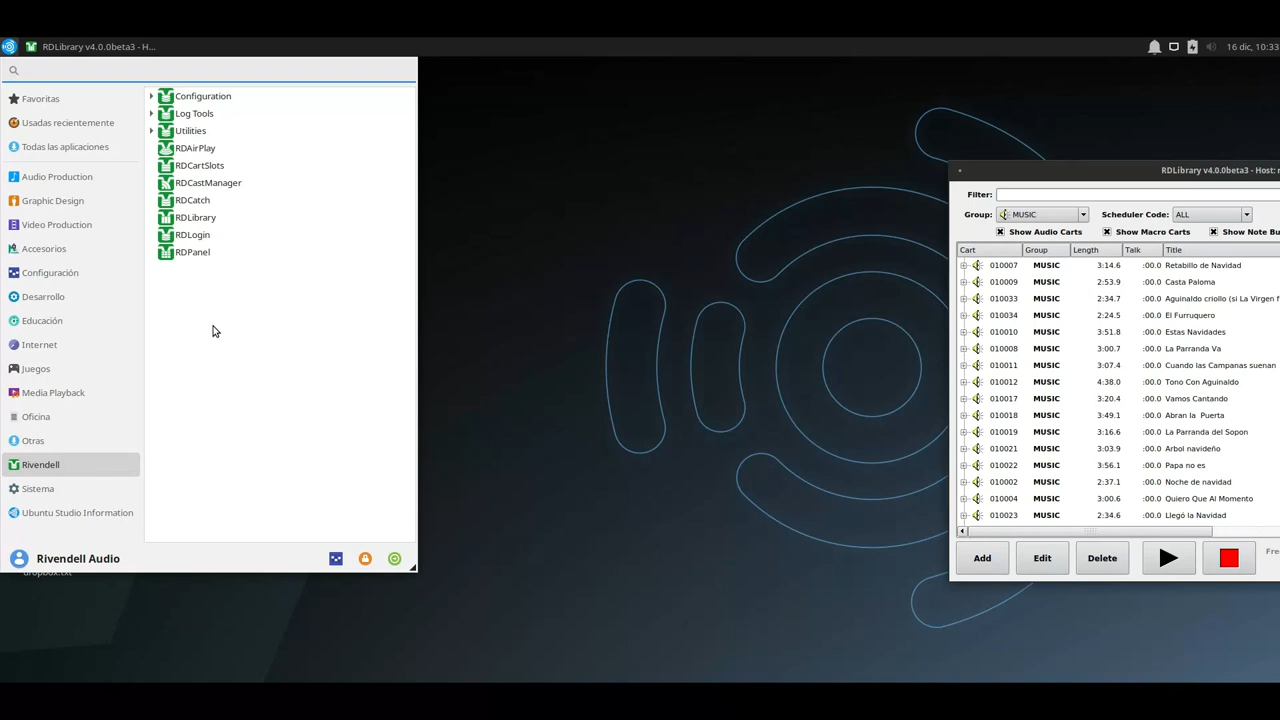 RDLibrary v4.0.0beta3 - H...
16 dic, 10:33
Favoritas
Usadas recientemente
Todas las aplicaciones
Audio Production
Graphic Design
Video Production
Accesorios
Configuración
Desarrollo
Educación
Internet
Juegos
Media Playback
Oficina
Otras
Rivendell
Sistema
Ubuntu Studio Information
Configuration
Log Tools
Utilities
RDAirPlay
RDCartSlots
RDCastManager
RDCatch
RDLibrary
RDLogin
RDPanel
Rivendell Audio
dropbox.txt
RDLibrary v4.0.0beta3 - Host:
Filter:
Group: MUSIC Scheduler Code: ALL
Show Audio Carts Show Macro Carts Show Note Bu
Cart Group Length Talk Title
010007 MUSIC 3:14.6 :00.0 Retabillo de Navidad
010009 MUSIC 2:53.9 :00.0 Casta Paloma
010033 MUSIC 2:34.7 :00.0 Aguinaldo criollo (si La Virgen f
010034 MUSIC 2:24.5 :00.0 El Furruquero
010010 MUSIC 3:51.8 :00.0 Estas Navidades
010008 MUSIC 3:00.7 :00.0 La Parranda Va
010011 MUSIC 3:07.4 :00.0 Cuando las Campanas suenan
010012 MUSIC 4:38.0 :00.0 Tono Con Aguinaldo
010017 MUSIC 3:20.4 :00.0 Vamos Cantando
010018 MUSIC 3:49.1 :00.0 Abran la Puerta
010019 MUSIC 3:16.6 :00.0 La Parranda del Sopon
010021 MUSIC 3:03.9 :00.0 Arbol navideño
010022 MUSIC 3:56.1 :00.0 Papa no es
010002 MUSIC 2:37.1 :00.0 Noche de navidad
010004 MUSIC 3:00.6 :00.0 Quiero Que Al Momento
010023 MUSIC 2:34.6 :00.0 Llegó la Navidad
Add Edit Delete
Fre